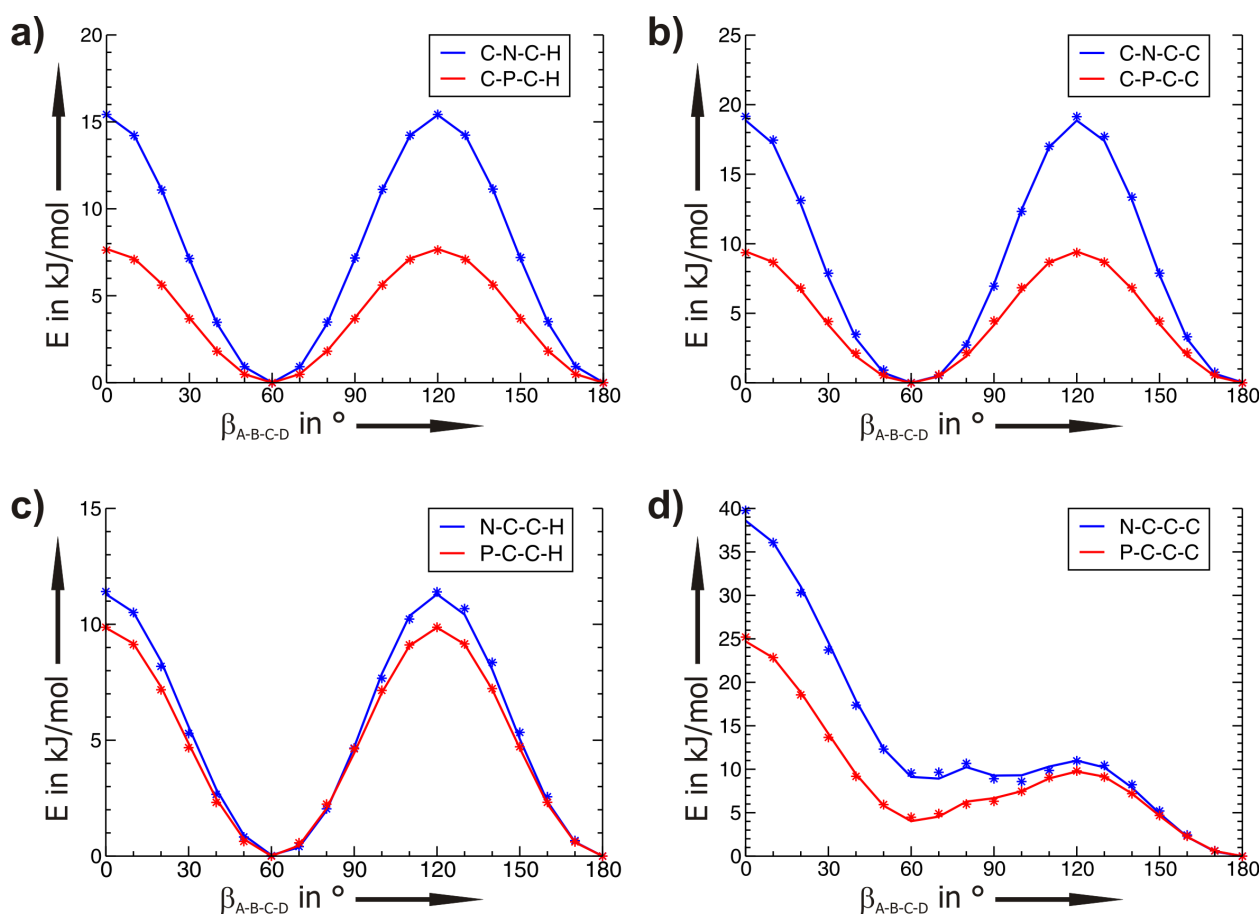 a)
20
15
10
5
0
E in kJ/mol
C-N-C-H
C-P-C-H
0 30 60 90 120 150 180
βA-B-C-D in °
b)
25
20
15
10
5
0
E in kJ/mol
C-N-C-C
C-P-C-C
0 30 60 90 120 150 180
βA-B-C-D in °
c)
15
10
5
0
E in kJ/mol
N-C-C-H
P-C-C-H
0 30 60 90 120 150 180
βA-B-C-D in °
d)
40
35
30
25
20
15
10
5
0
E in kJ/mol
N-C-C-C
P-C-C-C
0 30 60 90 120 150 180
βA-B-C-D in °